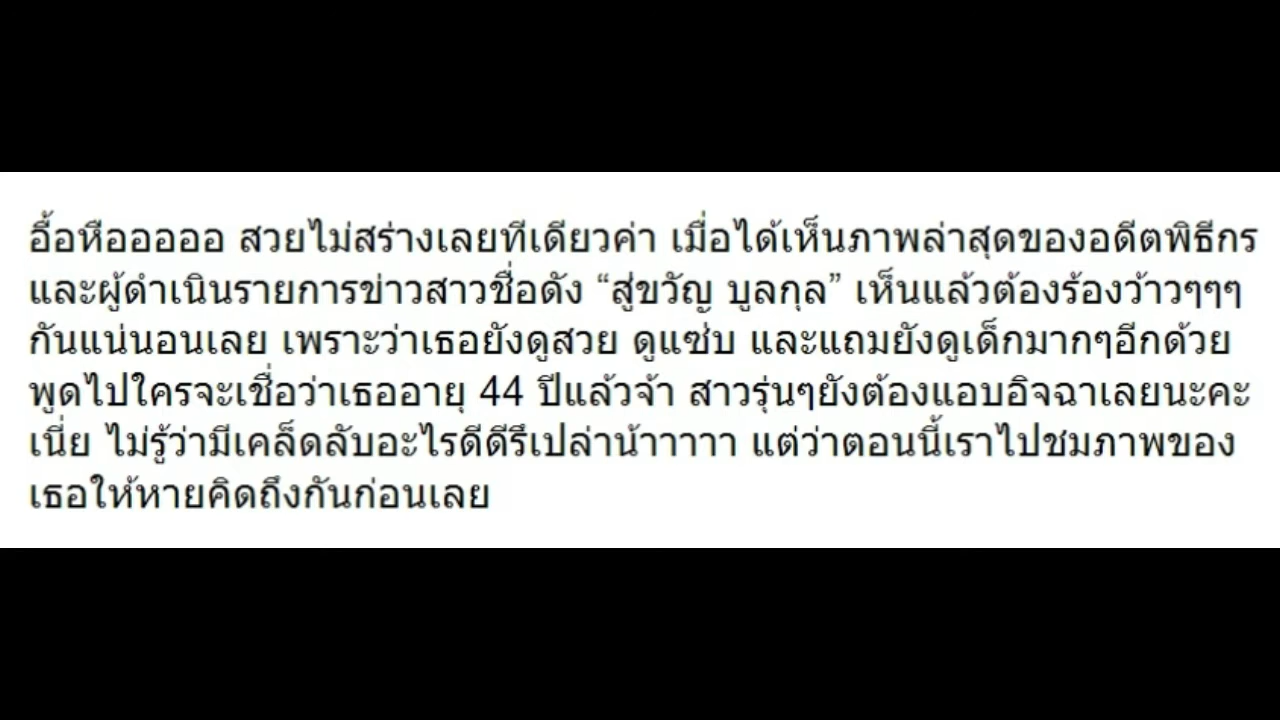 อื้อหือออออ สวยไม่สร่างเลยทีเดียวค่า เมื่อได้เห็นภาพล่าสุดของอดีตพิธีกร
และผู้ดำเนินรายการข่าวสาวชื่อดัง “สู่ขวัญ บูลกุล” เห็นแล้วต้องร้องว้าวๆๆๆ
กันแน่นอนเลย เพราะว่าเธอยังดูสวย ดูแซ่บ และแถมยังดูเด็กมากๆอีกด้วย
พูดไปใครจะเชื่อว่าเธออายุ 44 ปีแล้วจ้า สาวรุ่นๆยังต้องแอบอิจฉาเลยนะคะ
เนี่ย ไม่รู้ว่ามีเคล็ดลับอะไรดีดีรึเปล่าน้าาาาา แต่ว่าตอนนี้เราไปชมภาพของ
เธอให้หายคิดถึงกันก่อนเลย